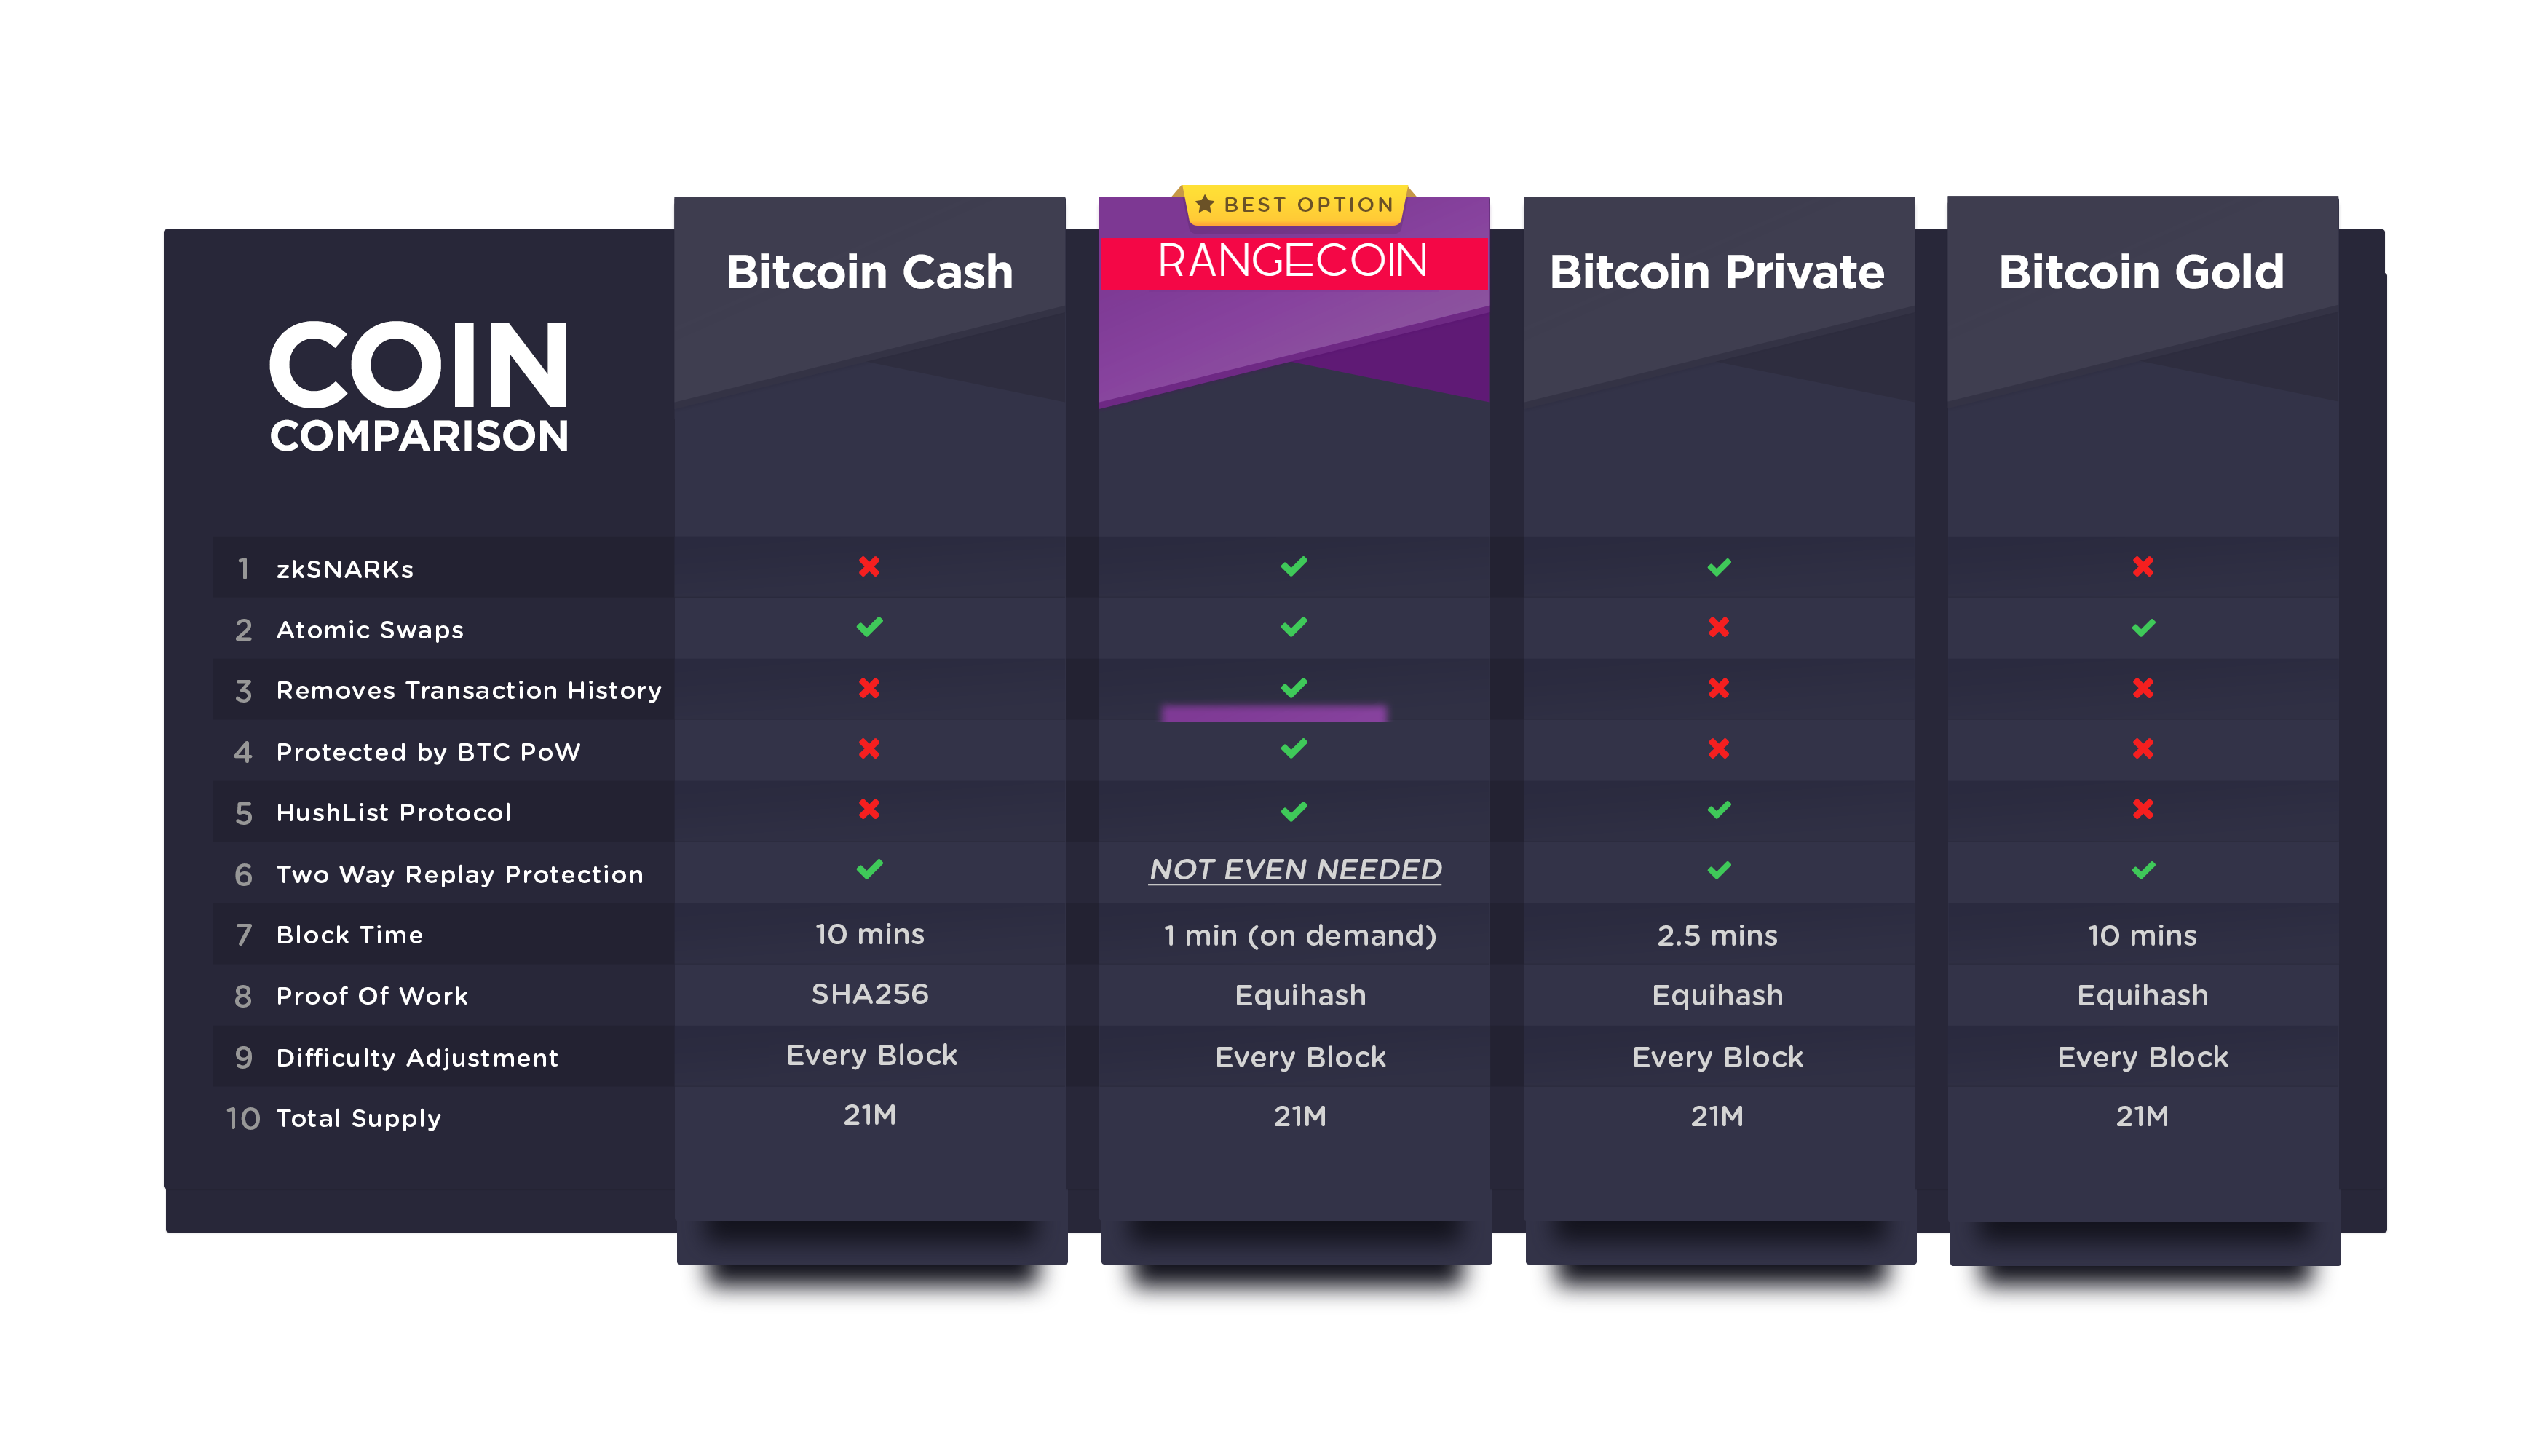 ★ BEST OPTION
Bitcoin Cash RANGECOIN Bitcoin Private Bitcoin Gold
COIN
COMPARISON
1 zkSNARKs ✖ ✔ ✔ ✖
2 Atomic Swaps ✔ ✔ ✖ ✔
3 Removes Transaction History ✖ ✔ ✖ ✖
4 Protected by BTC PoW ✖ ✔ ✖ ✖
5 HushList Protocol ✖ ✔ ✔ ✖
6 Two Way Replay Protection ✔ NOT EVEN NEEDED ✔ ✔
7 Block Time 10 mins 1 min (on demand) 2.5 mins 10 mins
8 Proof Of Work SHA256 Equihash Equihash Equihash
9 Difficulty Adjustment Every Block Every Block Every Block Every Block
10 Total Supply 21M 21M 21M 21M